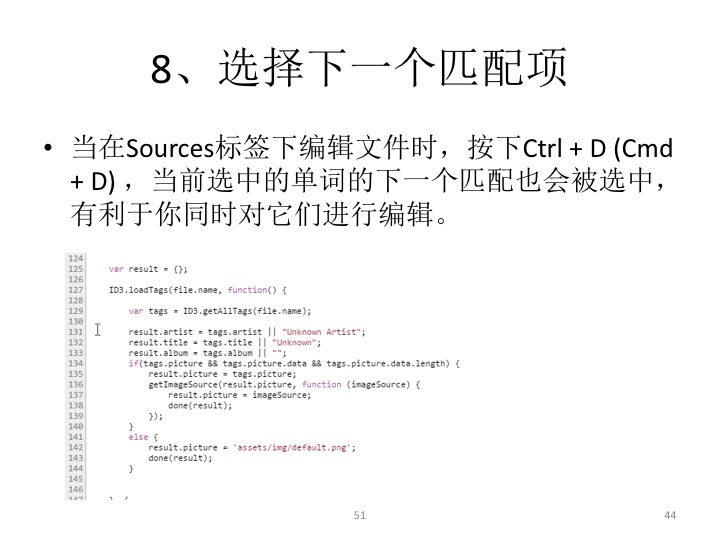 8、选择下一个匹配项
• 当在Sources标签下编辑文件时，按下Ctrl + D (Cmd
+ D) ，当前选中的单词的下一个匹配也会被选中，
有利于你同时对它们进行编辑。
124
125 var result = {};
126
127 ID3.loadTags(file.name, function() {
128
129 var tags = ID3.getAllTags(file.name);
130
131 result.artist = tags.artist || "Unknown Artist";
132 result.title = tags.title || "Unknown";
133 result.album = tags.album || "";
134 if(tags.picture && tags.picture.data && tags.picture.data.length) {
135 result.picture = tags.picture;
136 getImageSource(result.picture, function (imageSource) {
137 result.picture = imageSource;
138 done(result);
139 });
140 }
141 else {
142 result.picture = 'assets/img/default.png';
143 done(result);
144 }
145
146
51
44